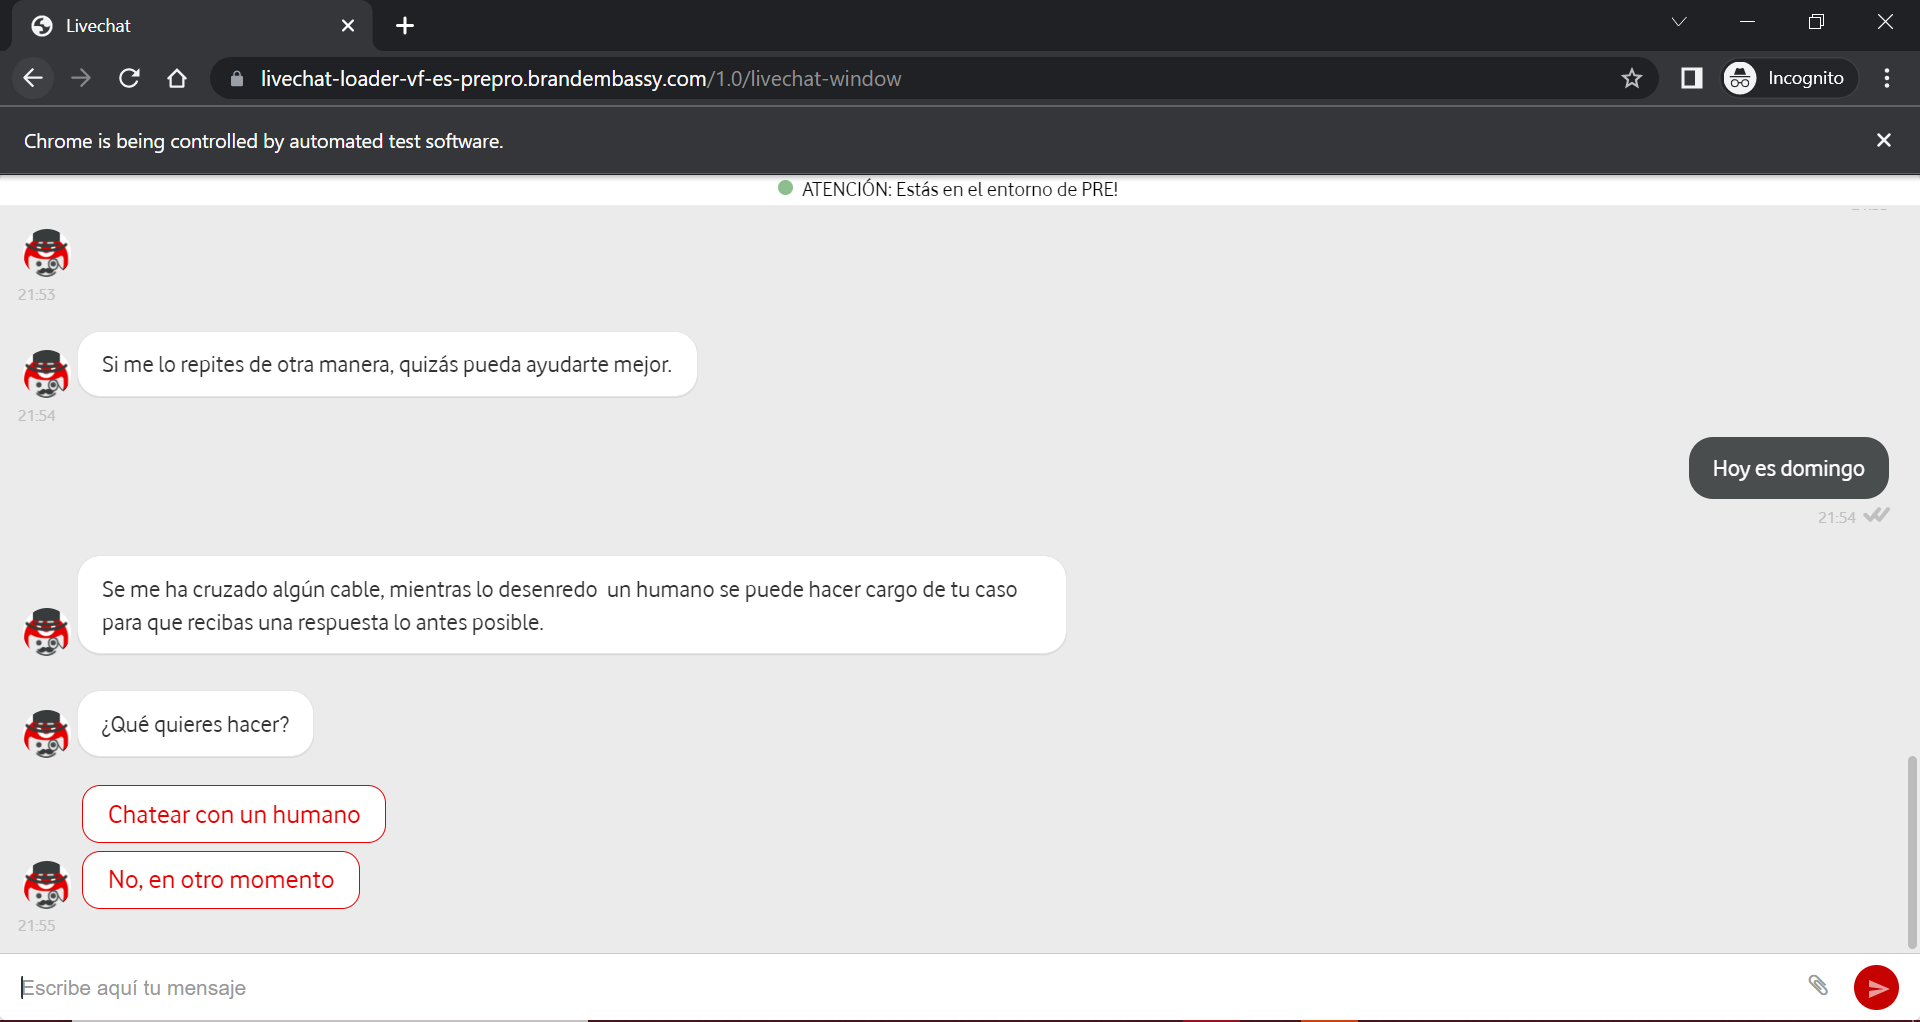 Livechat
livechat-loader-vf-es-prepro.brandembassy.com/1.0/livechat-window
Incognito
Chrome is being controlled by automated test software.
ATENCIÓN: Estás en el entorno de PRE!
21:53
Si me lo repites de otra manera, quizás pueda ayudarte mejor.
21:54
Hoy es domingo
21:54
Se me ha cruzado algún cable, mientras lo desenredo  un humano se puede hacer cargo de tu caso
para que recibas una respuesta lo antes posible.
¿Qué quieres hacer?
Chatear con un humano
No, en otro momento
21:55
Escribe aquí tu mensaje